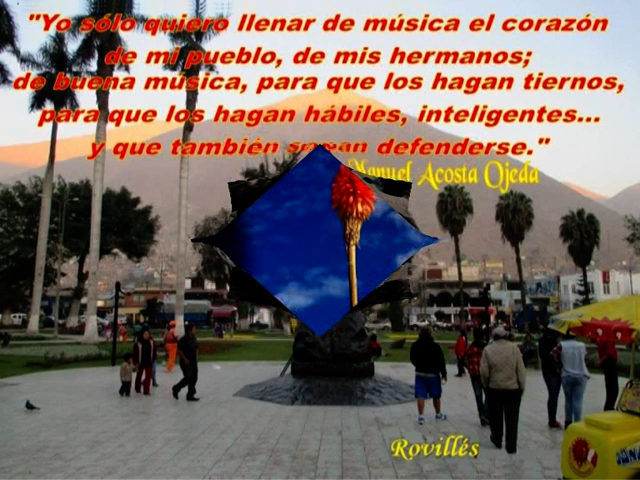 "Yo sólo quiero llenar de música el corazón
de mi pueblo, de mis hermanos;
de buena música, para que los hagan tiernos,
para que los hagan hábiles, inteligentes...
y que también sepan defenderse."
Manuel Acosta Ojeda
Rovillés